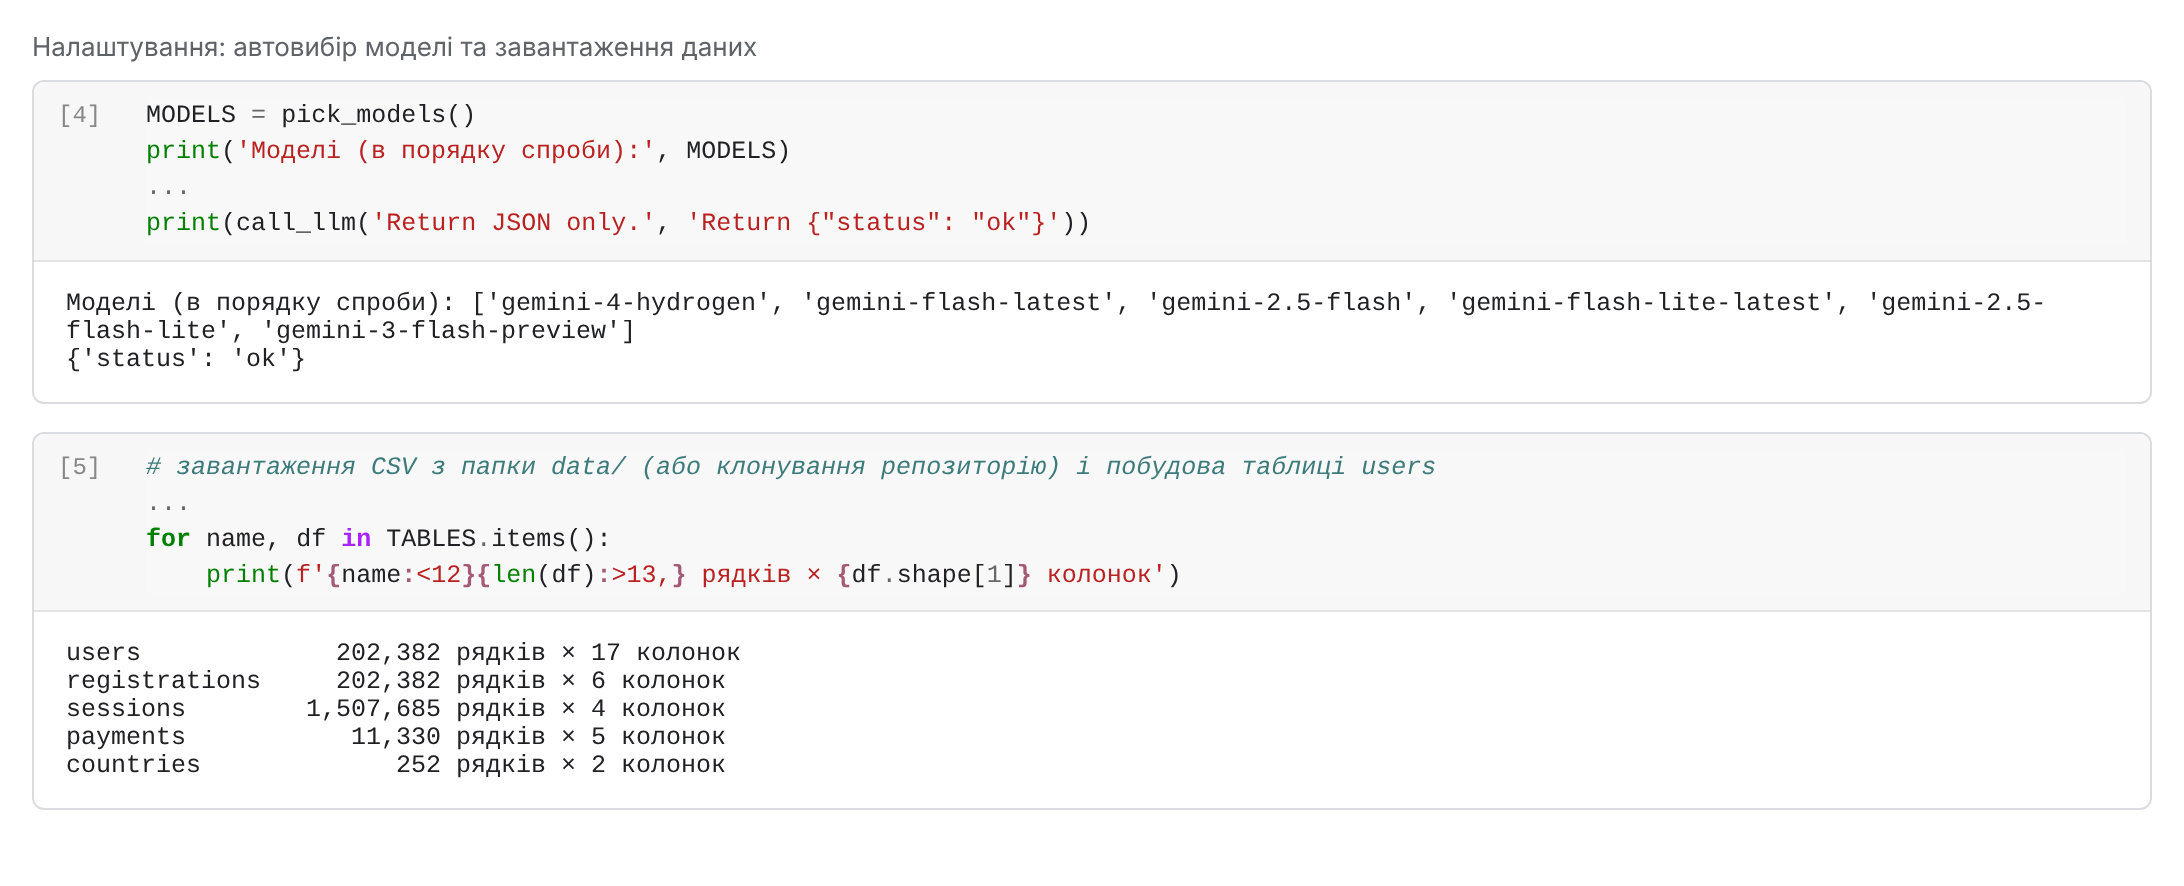 Налаштування: автовибір моделі та завантаження даних
[4] MODELS = pick_models()
print('Моделі (в порядку спроби):', MODELS)
...
print(call_llm('Return JSON only.', 'Return {"status": "ok"}'))
Моделі (в порядку спроби): ['gemini-4-hydrogen', 'gemini-flash-latest', 'gemini-2.5-flash', 'gemini-flash-lite-latest', 'gemini-2.5-
flash-lite', 'gemini-3-flash-preview']
{'status': 'ok'}
[5] # завантаження CSV з папки data/ (або клонування репозиторію) і побудова таблиці users
...
for name, df in TABLES.items():
    print(f'{name:<12}{len(df):>13,} рядків × {df.shape[1]} колонок')
users             202,382 рядків × 17 колонок
registrations     202,382 рядків × 6 колонок
sessions        1,507,685 рядків × 4 колонок
payments           11,330 рядків × 5 колонок
countries             252 рядків × 2 колонок